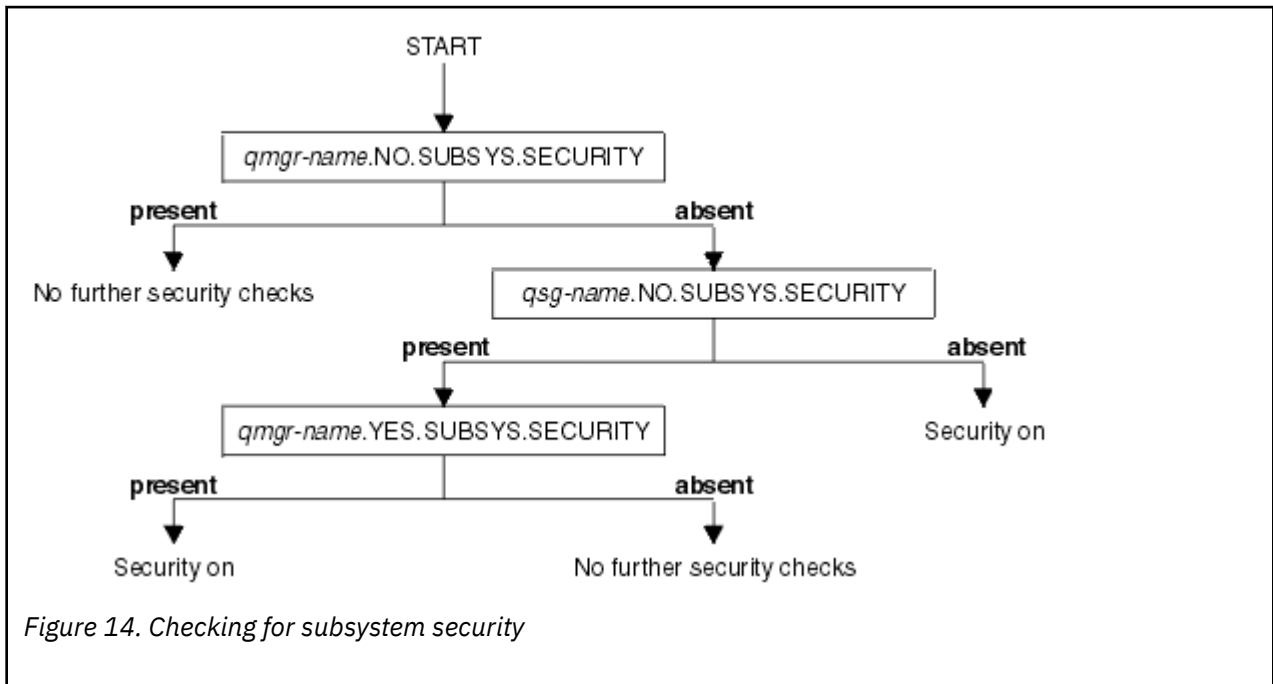 START
qmgr-name.NO.SUBSYS.SECURITY
present absent
No further security checks
qsg-name.NO.SUBSYS.SECURITY
present absent
qmgr-name.YES.SUBSYS.SECURITY
Security on
present absent
Security on No further security checks
Figure 14. Checking for subsystem security